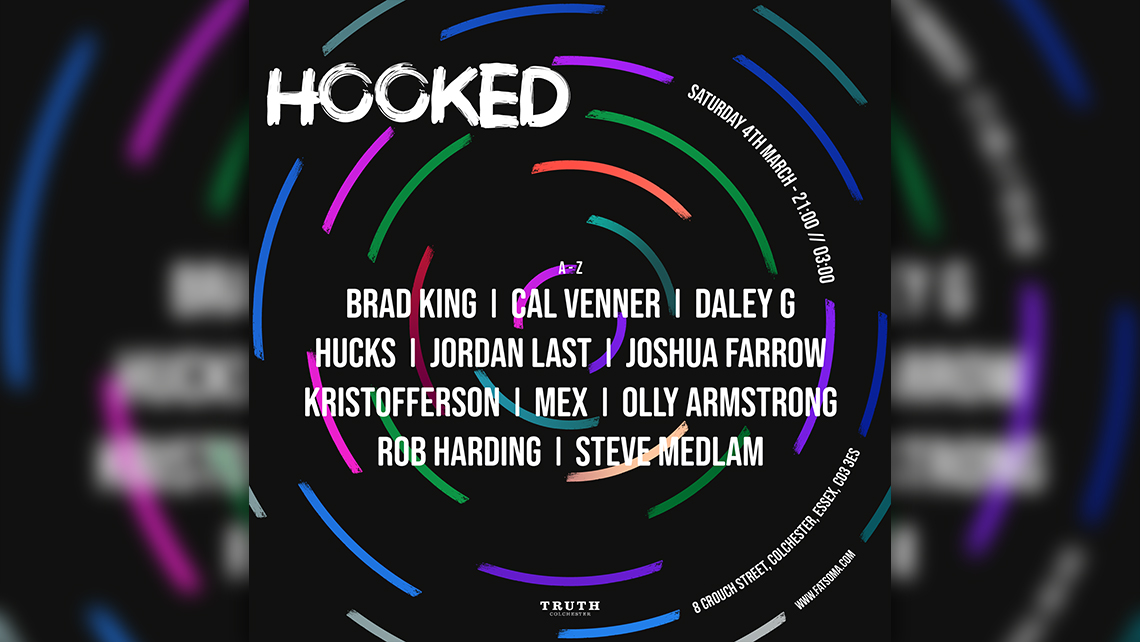 HOOKED
SATURDAY 4TH MARCH - 21:00 // 03:00
A - Z
BRAD KING | CAL VENNER | DALEY G
HUCKS | JORDAN LAST | JOSHUA FARROW
KRISTOFFERSON | MEX | OLLY ARMSTRONG
ROB HARDING | STEVE MEDLAM
8 CROUCH STREET, COLCHESTER, ESSEX, CO3 3ES
WWW.FATSOMA.COM
TRUTH
COLCHESTER